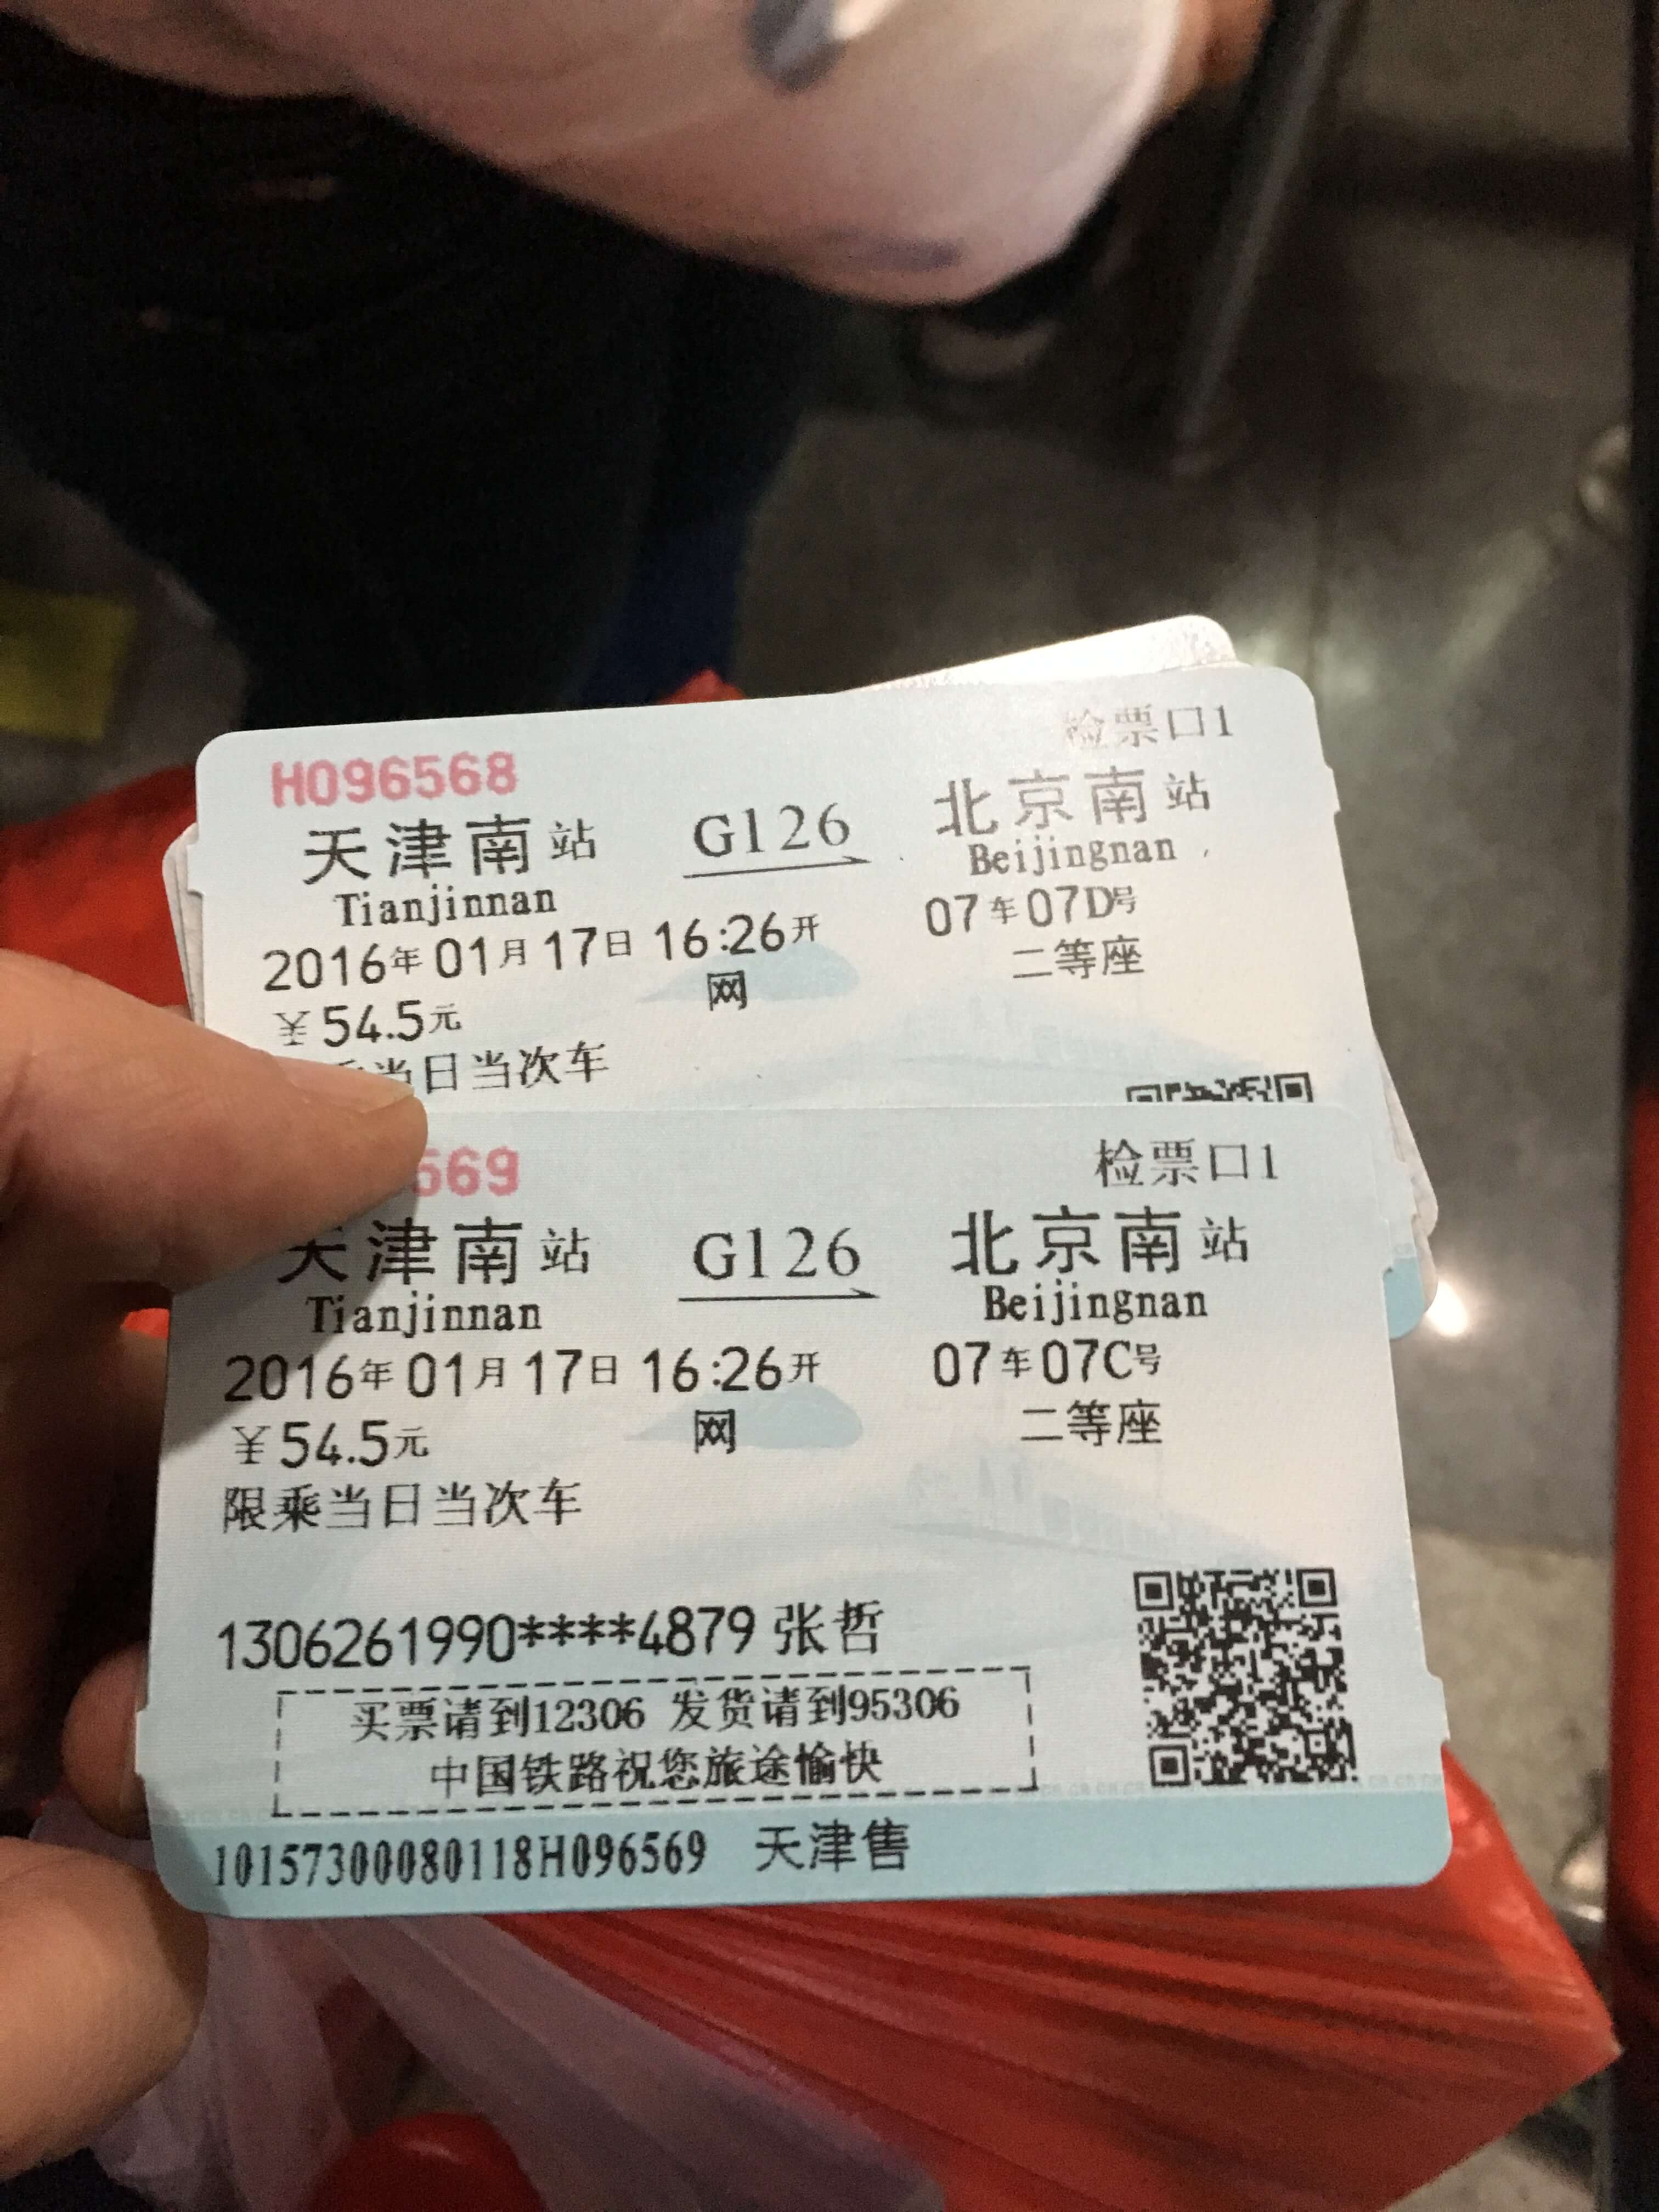 H096568 检票口1
天津南站 G126 北京南站
Tianjinnan Beijingnan
2016年01月17日 16:26开 07车07D号
¥54.5元 网 二等座
当日当次车
569 检票口1
天津南站 G126 北京南站
Tianjinnan Beijingnan
2016年01月17日 16:26开 07车07C号
¥54.5元 网 二等座
限乘当日当次车
1306261990****4879 张哲
买票请到12306 发货请到95306
中国铁路祝您旅途愉快
10157300080118H096569 天津售